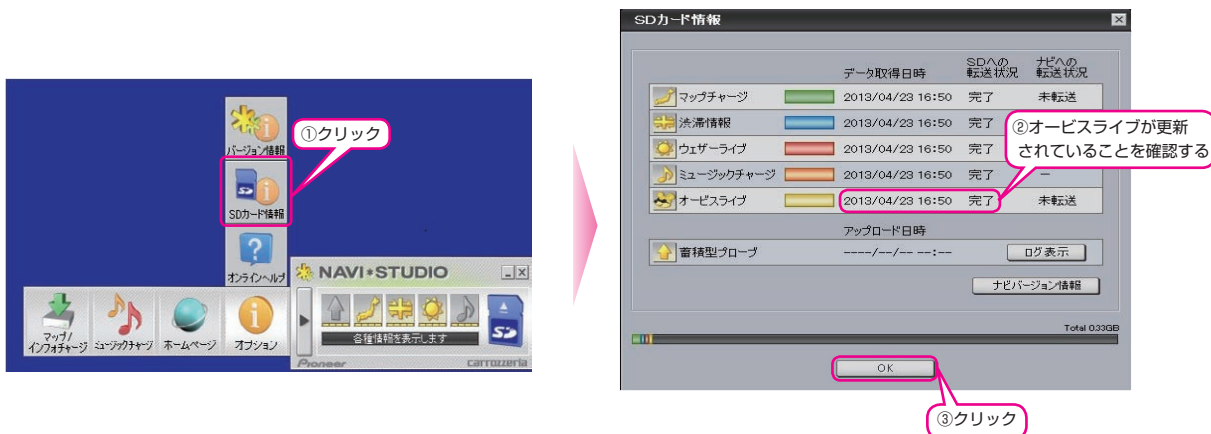 ①クリック
バージョン情報
SDカード情報
オンラインヘルプ
NAVI*STUDIO
各種情報を表示します
Pioneer
carrozzeria
マップ/
インフォチャージ
ミュージックチャージ
ホームページ
オプション
SDカード情報
データ取得日時
SDへの
転送状況
ナビへの
転送状況
マップチャージ 2013/04/23 16:50 完了 未転送
渋滞情報 2013/04/23 16:50 完了
ウェザーライブ 2013/04/23 16:50 完了
ミュージックチャージ 2013/04/23 16:50 完了 −
オービスライブ 2013/04/23 16:50 完了 未転送
②オービスライブが更新
されていることを確認する
アップロード日時
蓄積型プローブ ----/--/-- --:-- ログ表示
ナビバージョン情報
Total 0.33GB
OK
③クリック